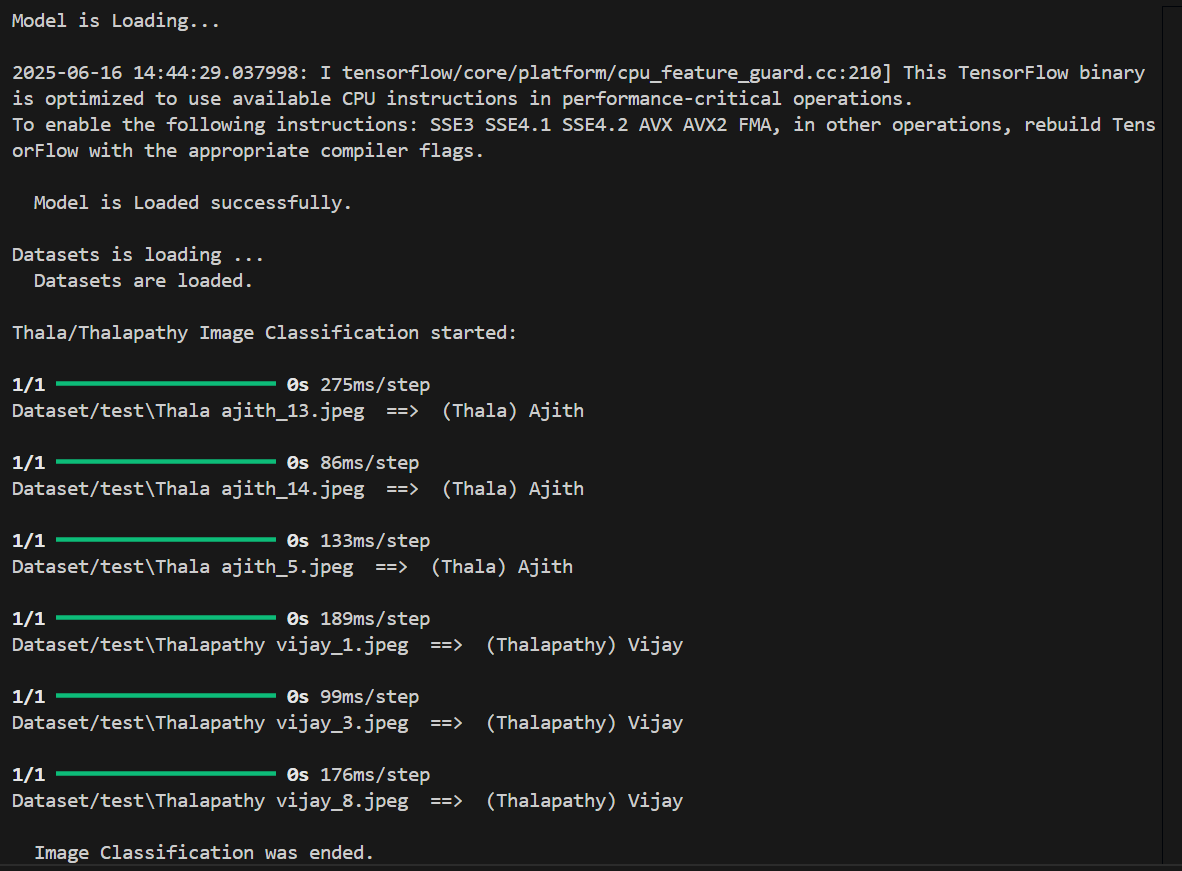 Model is Loading...
2025-06-16 14:44:29.037998: I tensorflow/core/platform/cpu_feature_guard.cc:210] This TensorFlow binary
is optimized to use available CPU instructions in performance-critical operations.
To enable the following instructions: SSE3 SSE4.1 SSE4.2 AVX AVX2 FMA, in other operations, rebuild Tens
orFlow with the appropriate compiler flags.
Model is Loaded successfully.
Datasets is loading ...
Datasets are loaded.
Thala/Thalapathy Image Classification started:
1/1 0s 275ms/step
Dataset/test\Thala ajith_13.jpeg ==> (Thala) Ajith
1/1 0s 86ms/step
Dataset/test\Thala ajith_14.jpeg ==> (Thala) Ajith
1/1 0s 133ms/step
Dataset/test\Thala ajith_5.jpeg ==> (Thala) Ajith
1/1 0s 189ms/step
Dataset/test\Thalapathy vijay_1.jpeg ==> (Thalapathy) Vijay
1/1 0s 99ms/step
Dataset/test\Thalapathy vijay_3.jpeg ==> (Thalapathy) Vijay
1/1 0s 176ms/step
Dataset/test\Thalapathy vijay_8.jpeg ==> (Thalapathy) Vijay
Image Classification was ended.